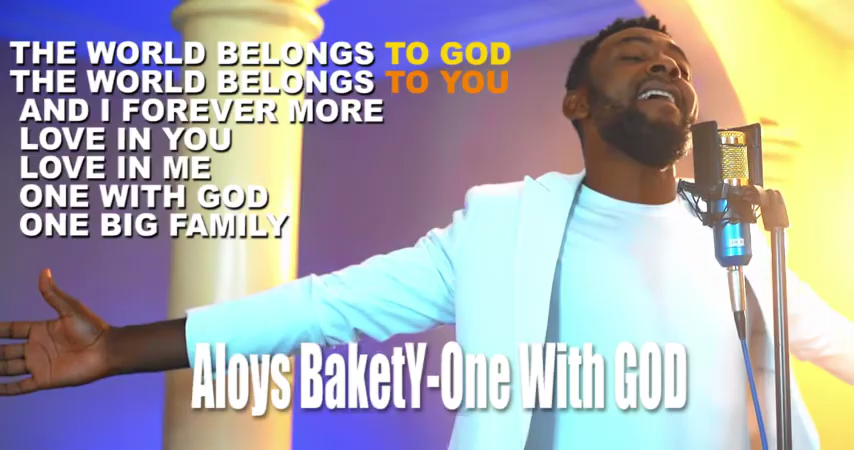 THE WORLD BELONGS TO GOD
THE WORLD BELONGS TO YOU
AND I FOREVER MORE
LOVE IN YOU
LOVE IN ME
ONE WITH GOD
ONE BIG FAMILY
Aloys BaketY-One With GOD